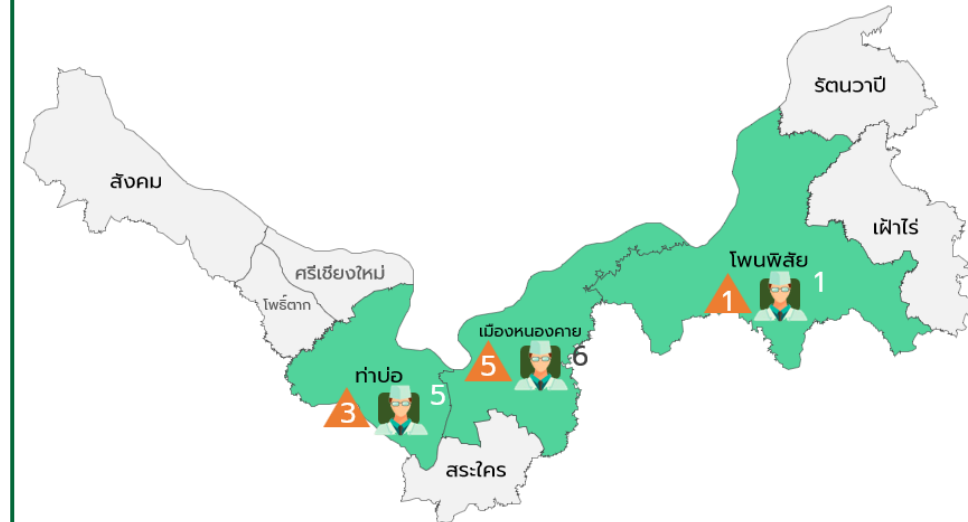 รัตนวาปี
สังคม
เฝ้าไร่
โพนพิสัย
ศรีเชียงใหม่
1
1
โพธิ์ตาก
เมืองหนองคาย
5
6
ท่าบ่อ
3
5
สระใคร